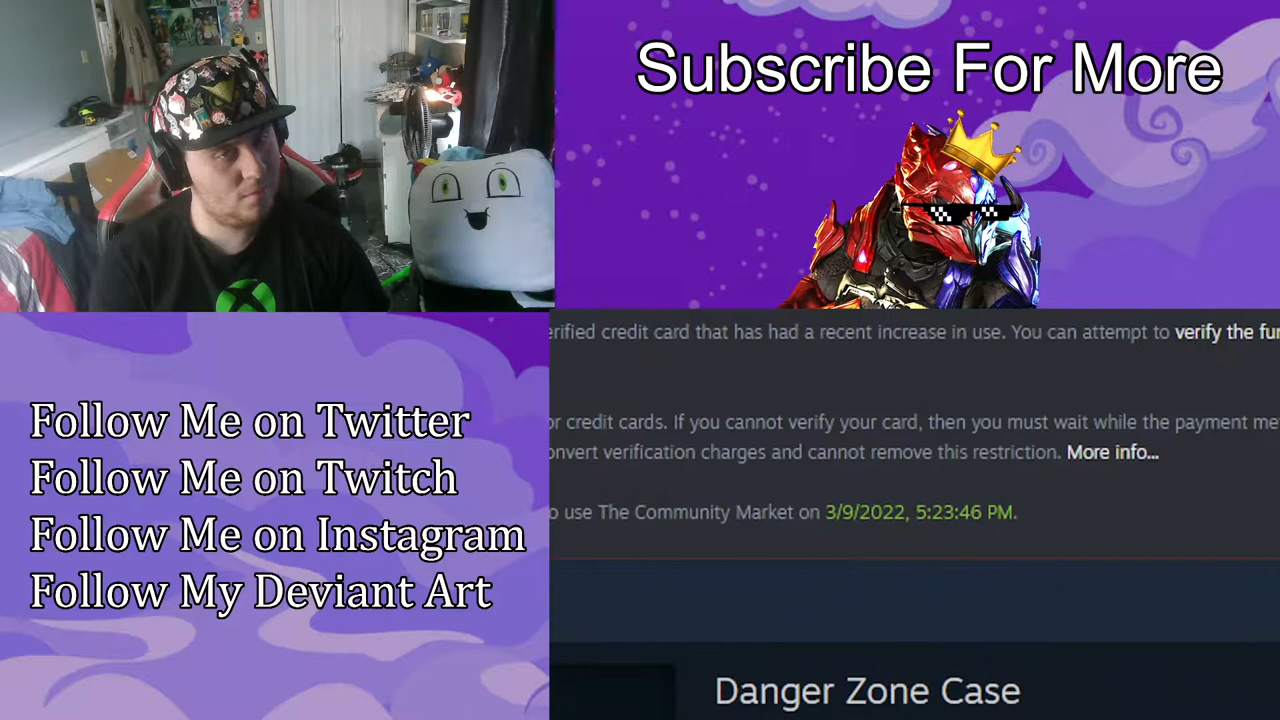 Subscribe For More
erified credit card that has had a recent increase in use. You can attempt to verify the fu
or credit cards. If you cannot verify your card, then you must wait while the payment me
onvert verification charges and cannot remove this restriction. More info...
o use The Community Market on 3/9/2022, 5:23:46 PM.
Follow Me on Twitter
Follow Me on Twitch
Follow Me on Instagram
Follow My Deviant Art
Danger Zone Case